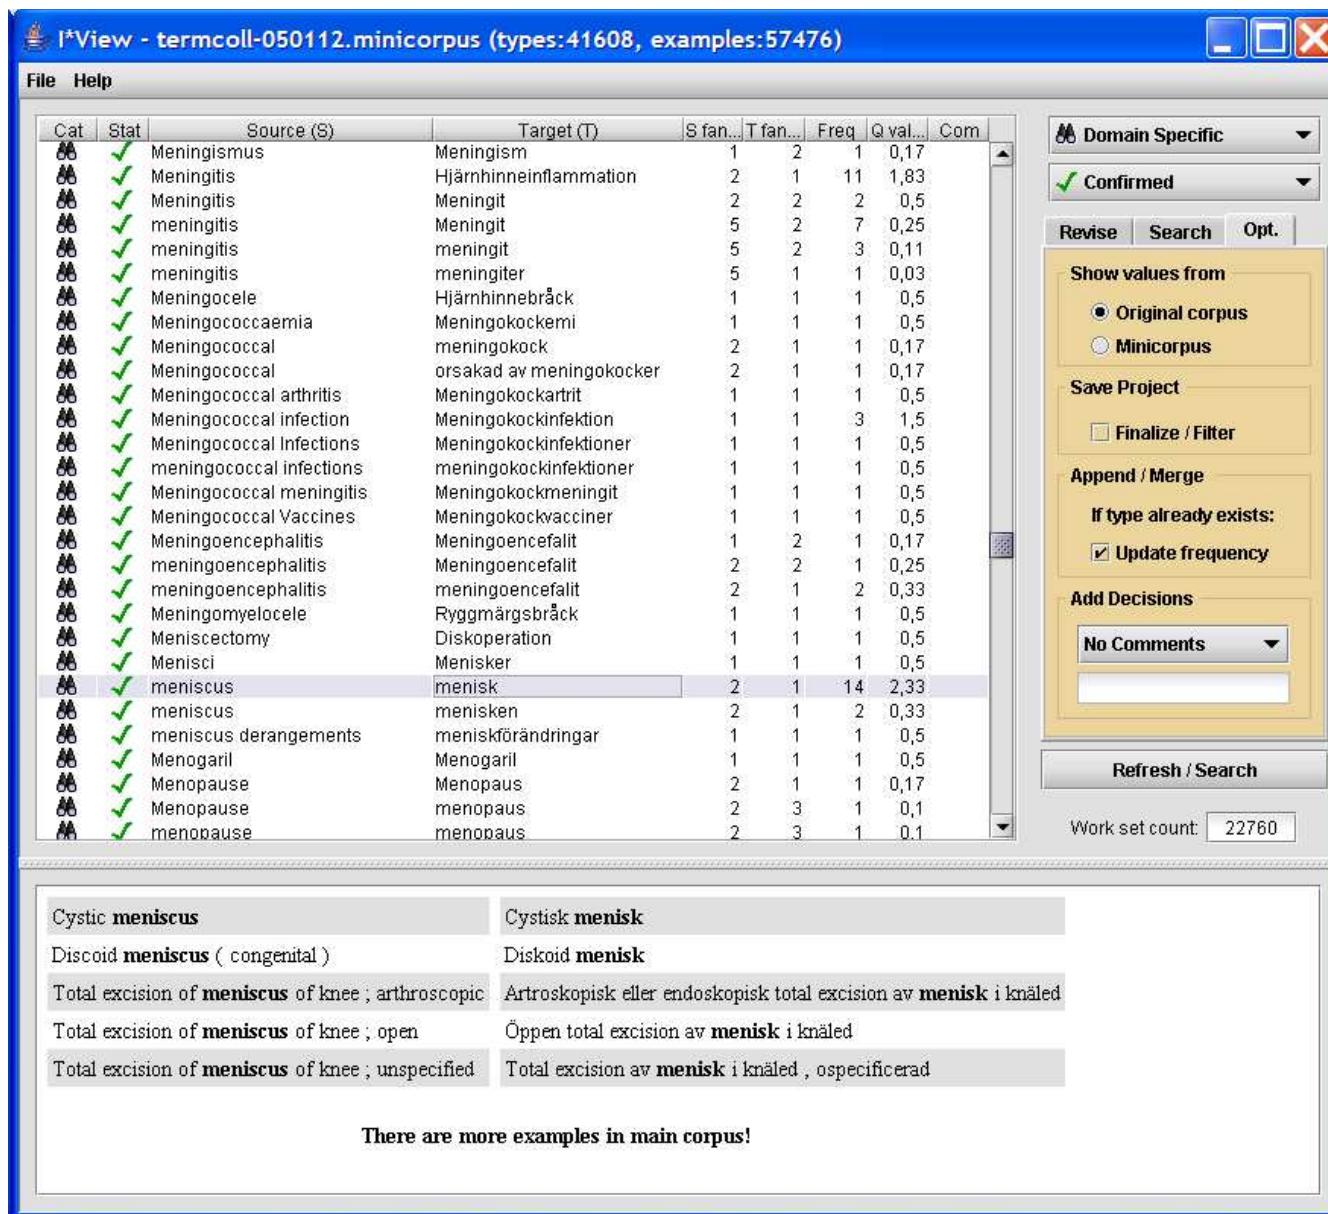 I*View - termcoll-050112.minicorpus (types:41608, examples:57476)
File Help
Cat Stat Source (S) Target (T) S fan... T fan... Freq Q val... Com
Meningismus Meningism 1 2 1 0,17
Meningitis Hjärnhinneinflammation 2 1 11 1,83
Meningitis Meningit 2 2 2 0,5
meningitis Meningit 5 2 7 0,25
meningitis meningit 5 2 3 0,11
meningitis meningiter 5 1 1 0,03
Meningocele Hjärnhinnebråck 1 1 1 0,5
Meningococcaemia Meningokockemi 1 1 1 0,5
Meningococcal meningokock 2 1 1 0,17
Meningococcal orsakad av meningokocker 2 1 1 0,17
Meningococcal arthritis Meningokockartrit 1 1 1 0,5
Meningococcal infection Meningokockinfektion 1 1 3 1,5
Meningococcal Infections Meningokockinfektioner 1 1 1 0,5
meningococcal infections meningokockinfektioner 1 1 1 0,5
Meningococcal meningitis Meningokockmeningit 1 1 1 0,5
Meningococcal Vaccines Meningokockvacciner 1 1 1 0,5
Meningoencephalitis Meningoencefalit 1 2 1 0,17
meningoencephalitis Meningoencefalit 2 2 1 0,25
meningoencephalitis meningoencefalit 2 1 2 0,33
Meningomyelocele Ryggmärgsbråck 1 1 1 0,5
Meniscectomy Diskoperation 1 1 1 0,5
Menisci Menisker 1 1 1 0,5
meniscus menisk 2 1 14 2,33
meniscus menisken 2 1 2 0,33
meniscus derangements meniskförändringar 1 1 1 0,5
Menogaril Menogaril 1 1 1 0,5
Menopause Menopaus 2 1 1 0,17
Menopause menopaus 2 3 1 0,1
menopause menopaus 2 3 1 0,1
Domain Specific
Confirmed
Revise Search Opt.
Show values from
Original corpus
Minicorpus
Save Project
Finalize / Filter
Append / Merge
If type already exists:
Update frequency
Add Decisions
No Comments
Refresh / Search
Work set count: 22760
Cystic meniscus Cystisk menisk
Discoid meniscus ( congenital ) Diskoid menisk
Total excision of meniscus of knee ; arthroscopic Artroskopisk eller endoskopisk total excision av menisk i knäled
Total excision of meniscus of knee ; open Öppen total excision av menisk i knäled
Total excision of meniscus of knee ; unspecified Total excision av menisk i knäled , ospecificerad
There are more examples in main corpus!